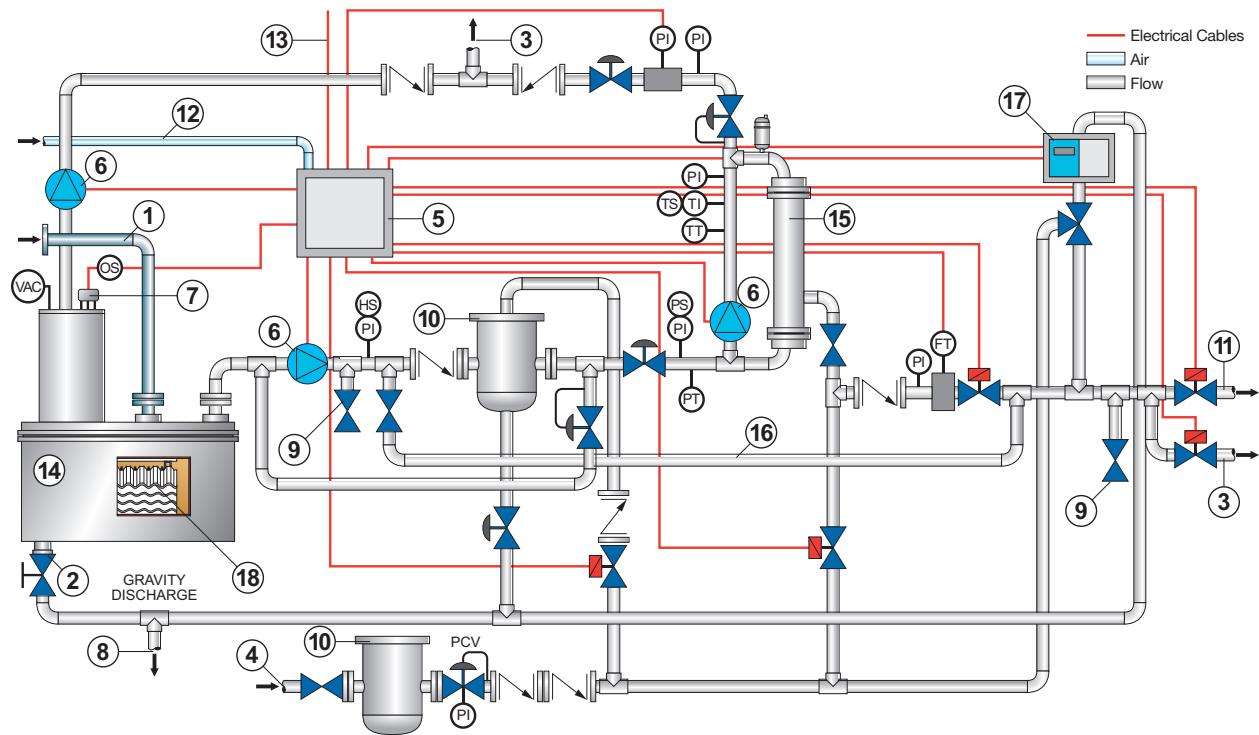 13
3
PI
PI
Electrical Cables
Air
Flow
12
17
6
PI
TS
TI
TT
5
15
1
OS
VAC
7
HS
PI
10
PS
PI
6
6
PT
PI
FT
11
9
16
14
3
9
18
2
GRAVITY
DISCHARGE
8
10
PCV
4
PI